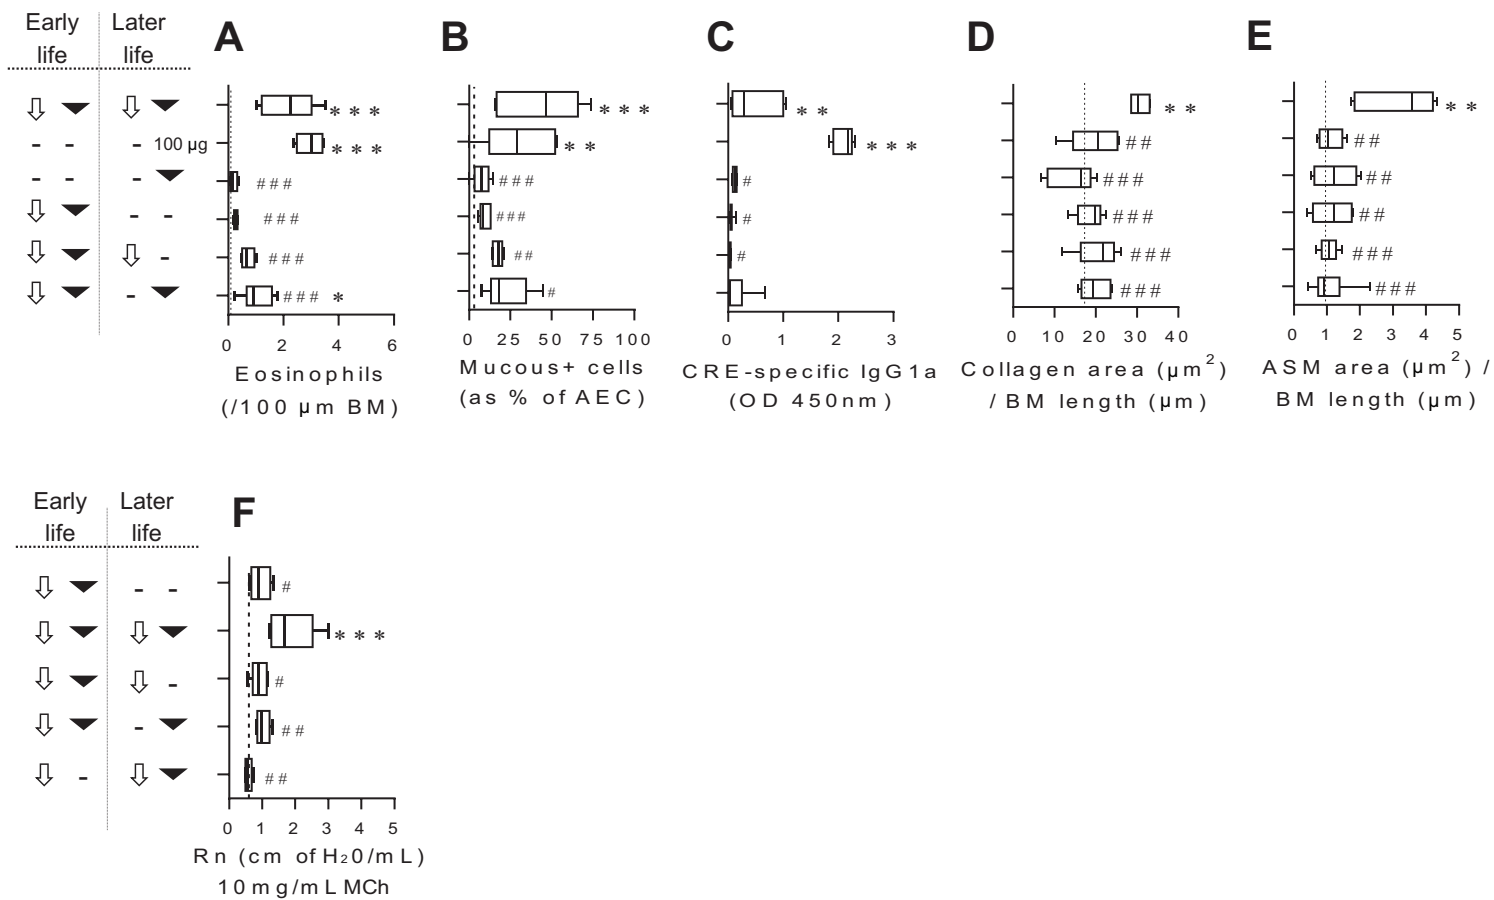 Early Later
life life
A B C D E
* * * * * * * * * * * *
- - - 100 µg * * * * * * * * # #
- - - # # # # # # # # # # # #
- - # # # # # # # # # # # #
- # # # # # # # # # # # #
- # # # * # # # # # # #
0 2 4 6
Eosinophils
(/100 µm BM)
0 25 50 75 100
Mucous+ cells
(as % of AEC)
0 1 2 3
CRE-specific IgG1a
(OD 450nm)
0 10 20 30 40
Collagen area (µm²)
/ BM length (µm)
0 1 2 3 4 5
ASM area (µm²) /
BM length (µm)
Early Later
life life
F
- - #
* * *
- #
- # #
- # #
0 1 2 3 4 5
Rn (cm of H₂0/mL)
10mg/mL MCh